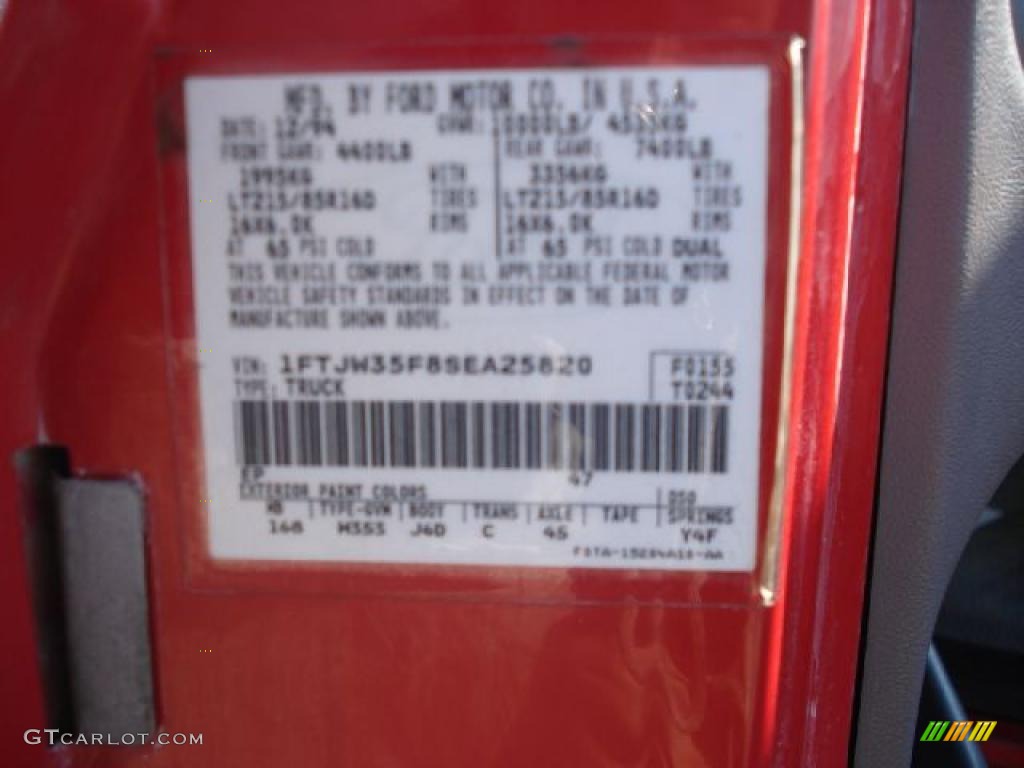 MFD. BY FORD MOTOR CO. IN U.S.A.
DATE: 12/94 GVWR: 10000LB/ 4535KG
FRONT GAWR: 4400LB REAR GAWR: 7400LB
1995KG WITH 3356KG WITH
LT215/85R16D TIRES LT215/85R16D TIRES
16X6.0K RIMS 16X6.0K RIMS
AT 65 PSI COLD AT 65 PSI COLD DUAL
THIS VEHICLE CONFORMS TO ALL APPLICABLE FEDERAL MOTOR
VEHICLE SAFETY STANDARDS IN EFFECT ON THE DATE OF
MANUFACTURE SHOWN ABOVE.
VIN: 1FTJW35F8SEA25820 F0155
TYPE: TRUCK T0244
EP 47
EXTERIOR PAINT COLORS DSO
WB TYPE-GVW BODY TRANS AXLE TAPE SPRINGS
168 W353 J4D C 45 Y4F
GTCARLOT.COM